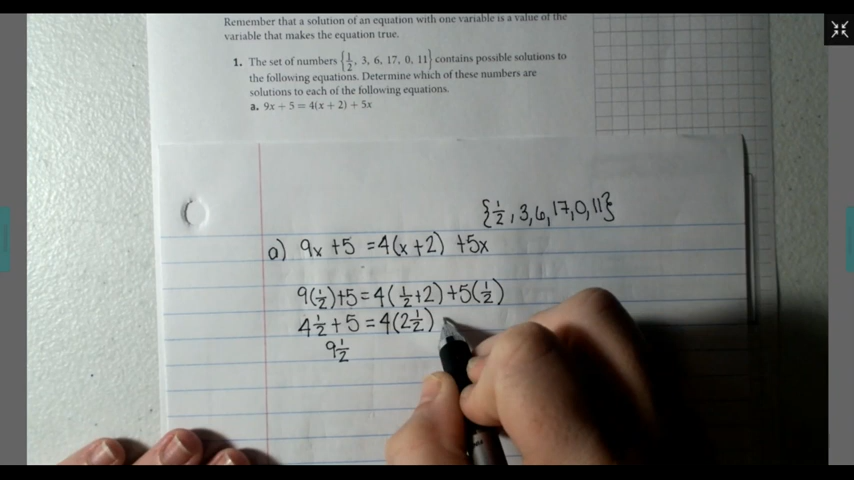 Remember that a solution of an equation with one variable is a value of the
variable that makes the equation true.
1. The set of numbers {1/2, 3, 6, 17, 0, 11} contains possible solutions to
the following equations. Determine which of these numbers are
solutions to each of the following equations.
a. 9x + 5 = 4(x + 2) + 5x
{1/2, 3, 6, 17, 0, 11}
a) 9x +5 =4(x+2) +5x
9(1/2)+5=4(1/2+2)+5(1/2)
4 1/2+5=4(2 1/2)
9 1/2